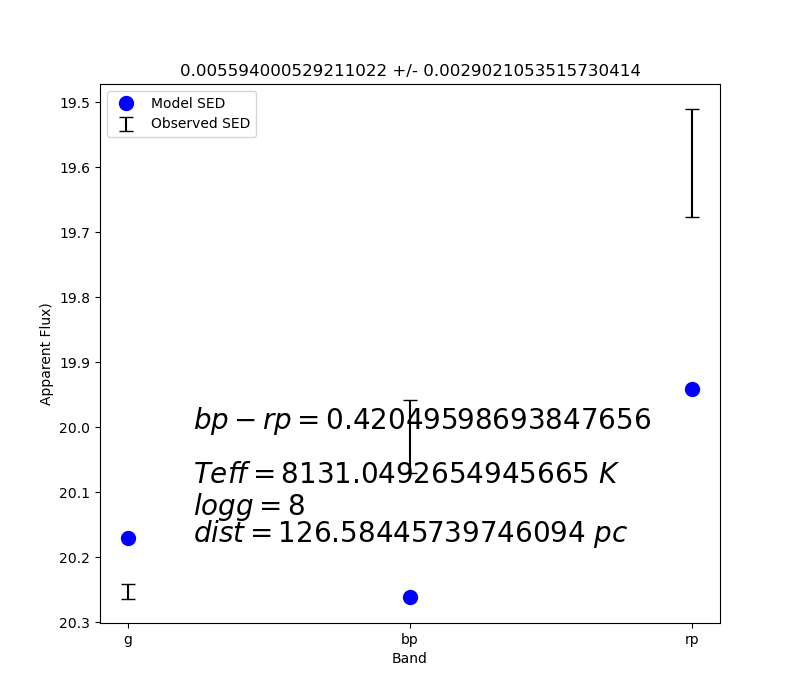 0.005594000529211022 +/- 0.0029021053515730414
Model SED
Observed SED
19.5
19.6
19.7
19.8
19.9
20.0
20.1
20.2
20.3
Apparent Flux)
bp − rp = 0.42049598693847656
Teff = 8131.0492654945665 K
logg = 8
dist = 126.58445739746094 pc
g
bp
rp
Band